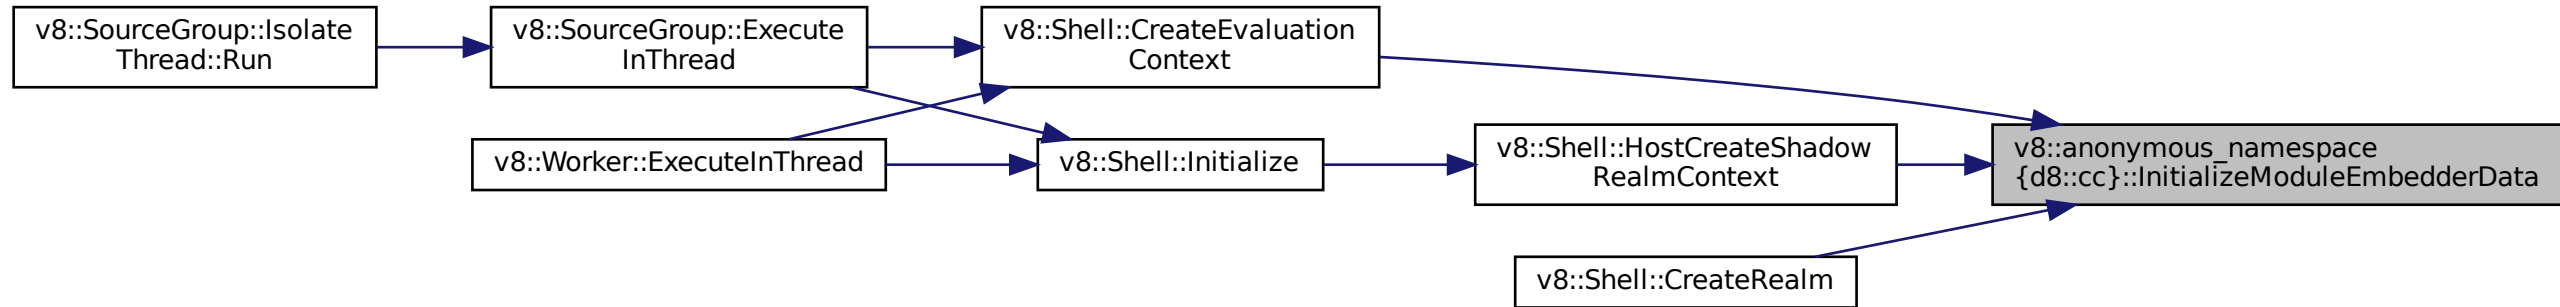 v8::SourceGroup::Isolate
Thread::Run
v8::SourceGroup::Execute
InThread
v8::Shell::CreateEvaluation
Context
v8::Worker::ExecuteInThread
v8::Shell::Initialize
v8::Shell::HostCreateShadow
RealmContext
v8::anonymous_namespace
{d8::cc}::InitializeModuleEmbedderData
v8::Shell::CreateRealm